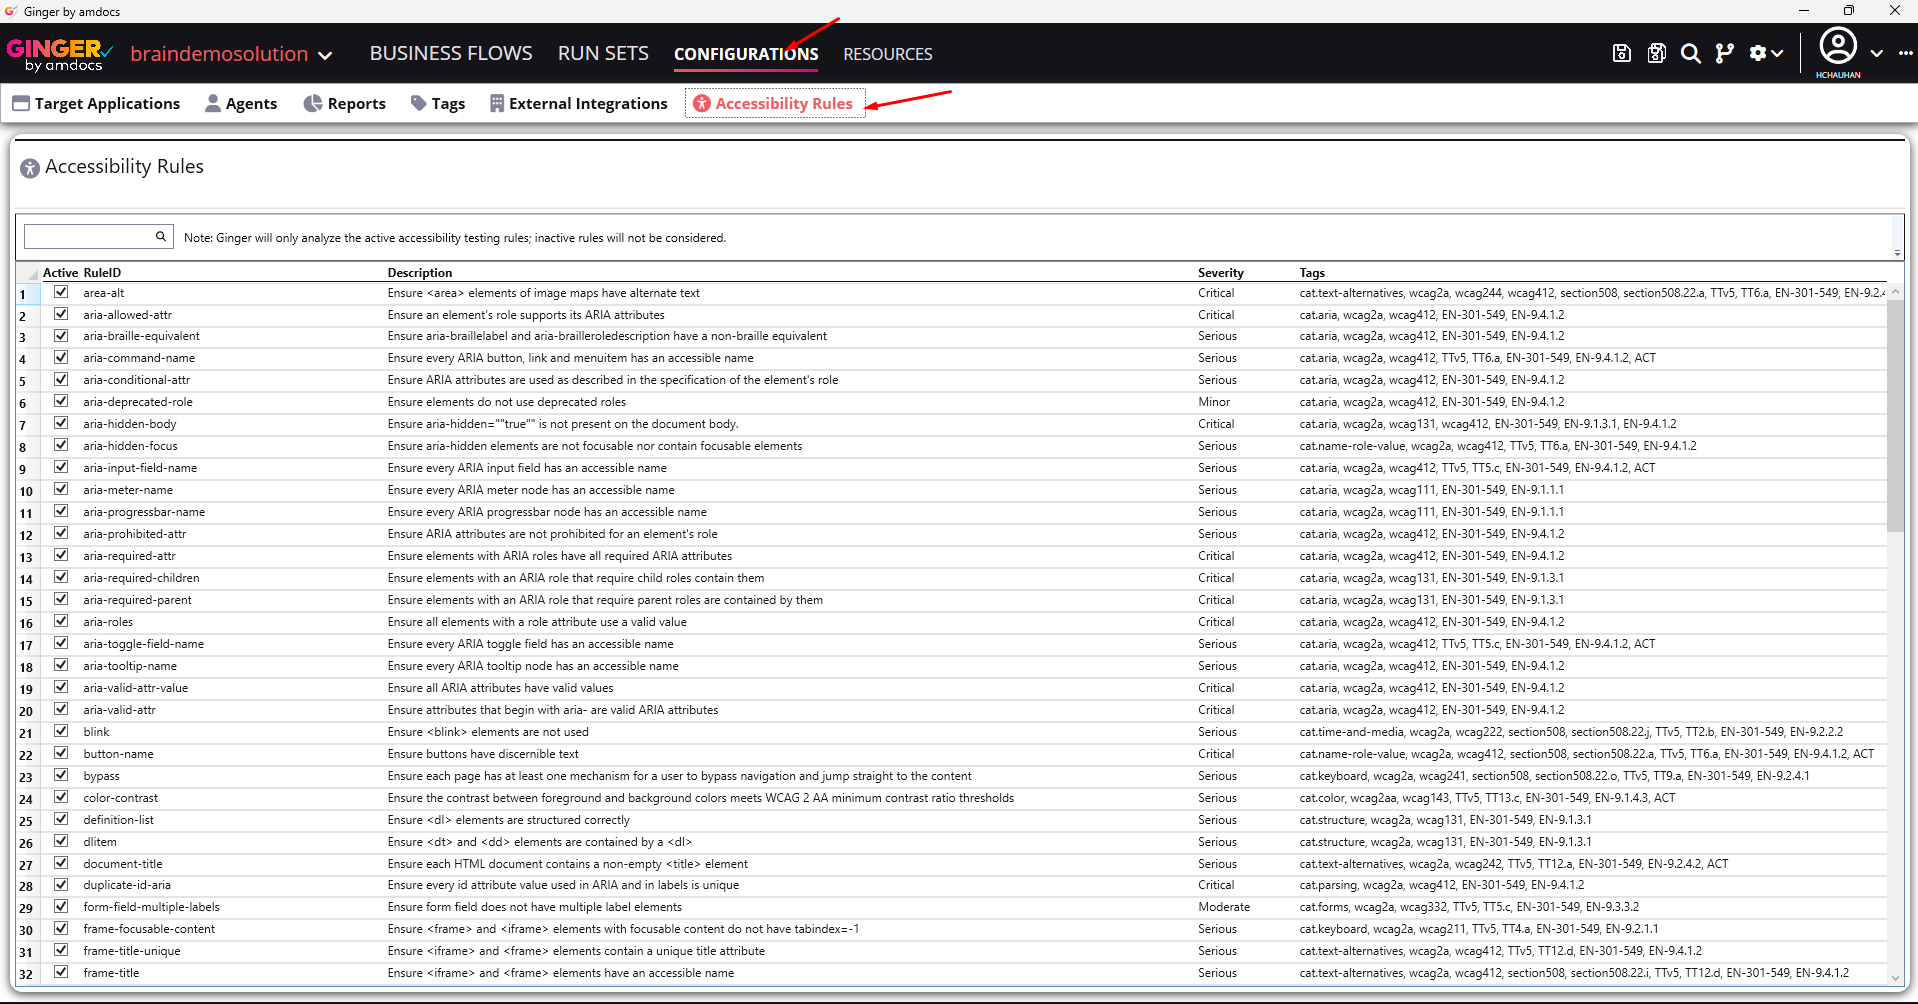 Ginger by amdocs
GINGER by amdocs braindemosolution BUSINESS FLOWS RUN SETS CONFIGURATIONS RESOURCES HCHAUHAN
Target Applications Agents Reports Tags External Integrations Accessibility Rules
Accessibility Rules
Note: Ginger will only analyze the active accessibility testing rules; inactive rules will not be considered.
Active RuleID Description Severity Tags
1 area-alt Ensure <area> elements of image maps have alternate text Critical cat.text-alternatives, wcag2a, wcag244, wcag412, section508, section508.22.a, TTv5, TT6.a, EN-301-549, EN-9.2.4
2 aria-allowed-attr Ensure an element's role supports its ARIA attributes Critical cat.aria, wcag2a, wcag412, EN-301-549, EN-9.4.1.2
3 aria-braille-equivalent Ensure aria-braillelabel and aria-brailleroledescription have a non-braille equivalent Serious cat.aria, wcag2a, wcag412, EN-301-549, EN-9.4.1.2
4 aria-command-name Ensure every ARIA button, link and menuitem has an accessible name Serious cat.aria, wcag2a, wcag412, TTv5, TT6.a, EN-301-549, EN-9.4.1.2, ACT
5 aria-conditional-attr Ensure ARIA attributes are used as described in the specification of the element's role Serious cat.aria, wcag2a, wcag412, EN-301-549, EN-9.4.1.2
6 aria-deprecated-role Ensure elements do not use deprecated roles Minor cat.aria, wcag2a, wcag412, EN-301-549, EN-9.4.1.2
7 aria-hidden-body Ensure aria-hidden=""true"" is not present on the document body. Critical cat.aria, wcag2a, wcag131, wcag412, EN-301-549, EN-9.1.3.1, EN-9.4.1.2
8 aria-hidden-focus Ensure aria-hidden elements are not focusable nor contain focusable elements Serious cat.name-role-value, wcag2a, wcag412, TTv5, TT6.a, EN-301-549, EN-9.4.1.2
9 aria-input-field-name Ensure every ARIA input field has an accessible name Serious cat.aria, wcag2a, wcag412, TTv5, TT5.c, EN-301-549, EN-9.4.1.2, ACT
10 aria-meter-name Ensure every ARIA meter node has an accessible name Serious cat.aria, wcag2a, wcag111, EN-301-549, EN-9.1.1.1
11 aria-progressbar-name Ensure every ARIA progressbar node has an accessible name Serious cat.aria, wcag2a, wcag111, EN-301-549, EN-9.1.1.1
12 aria-prohibited-attr Ensure ARIA attributes are not prohibited for an element's role Serious cat.aria, wcag2a, wcag412, EN-301-549, EN-9.4.1.2
13 aria-required-attr Ensure elements with ARIA roles have all required ARIA attributes Critical cat.aria, wcag2a, wcag412, EN-301-549, EN-9.4.1.2
14 aria-required-children Ensure elements with an ARIA role that require child roles contain them Critical cat.aria, wcag2a, wcag131, EN-301-549, EN-9.1.3.1
15 aria-required-parent Ensure elements with an ARIA role that require parent roles are contained by them Critical cat.aria, wcag2a, wcag131, EN-301-549, EN-9.1.3.1
16 aria-roles Ensure all elements with a role attribute use a valid value Critical cat.aria, wcag2a, wcag412, EN-301-549, EN-9.4.1.2
17 aria-toggle-field-name Ensure every ARIA toggle field has an accessible name Serious cat.aria, wcag2a, wcag412, TTv5, TT5.c, EN-301-549, EN-9.4.1.2, ACT
18 aria-tooltip-name Ensure every ARIA tooltip node has an accessible name Serious cat.aria, wcag2a, wcag412, EN-301-549, EN-9.4.1.2
19 aria-valid-attr-value Ensure all ARIA attributes have valid values Critical cat.aria, wcag2a, wcag412, EN-301-549, EN-9.4.1.2
20 aria-valid-attr Ensure attributes that begin with aria- are valid ARIA attributes Critical cat.aria, wcag2a, wcag412, EN-301-549, EN-9.4.1.2
21 blink Ensure <blink> elements are not used Serious cat.time-and-media, wcag2a, wcag222, section508, section508.22.j, TTv5, TT2.b, EN-301-549, EN-9.2.2.2
22 button-name Ensure buttons have discernible text Critical cat.name-role-value, wcag2a, wcag412, section508, section508.22.a, TTv5, TT6.a, EN-301-549, EN-9.4.1.2, ACT
23 bypass Ensure each page has at least one mechanism for a user to bypass navigation and jump straight to the content Serious cat.keyboard, wcag2a, wcag241, section508, section508.22.o, TTv5, TT9.a, EN-301-549, EN-9.2.4.1
24 color-contrast Ensure the contrast between foreground and background colors meets WCAG 2 AA minimum contrast ratio thresholds Serious cat.color, wcag2aa, wcag143, TTv5, TT13.c, EN-301-549, EN-9.1.4.3, ACT
25 definition-list Ensure <dl> elements are structured correctly Serious cat.structure, wcag2a, wcag131, EN-301-549, EN-9.1.3.1
26 dlitem Ensure <dt> and <dd> elements are contained by a <dl> Serious cat.structure, wcag2a, wcag131, EN-301-549, EN-9.1.3.1
27 document-title Ensure each HTML document contains a non-empty <title> element Serious cat.text-alternatives, wcag2a, wcag242, TTv5, TT12.a, EN-301-549, EN-9.2.4.2, ACT
28 duplicate-id-aria Ensure every id attribute value used in ARIA and in labels is unique Critical cat.parsing, wcag2a, wcag412, EN-301-549, EN-9.4.1.2
29 form-field-multiple-labels Ensure form field does not have multiple label elements Moderate cat.forms, wcag2a, wcag332, TTv5, TT5.c, EN-301-549, EN-9.3.3.2
30 frame-focusable-content Ensure <frame> and <iframe> elements with focusable content do not have tabindex=-1 Serious cat.keyboard, wcag2a, wcag211, TTv5, TT4.a, EN-301-549, EN-9.2.1.1
31 frame-title-unique Ensure <iframe> and <frame> elements contain a unique title attribute Serious cat.text-alternatives, wcag2a, wcag412, TTv5, TT12.d, EN-301-549, EN-9.4.1.2
32 frame-title Ensure <iframe> and <frame> elements have an accessible name Serious cat.text-alternatives, wcag2a, wcag412, section508, section508.22.i, TTv5, TT12.d, EN-301-549, EN-9.4.1.2